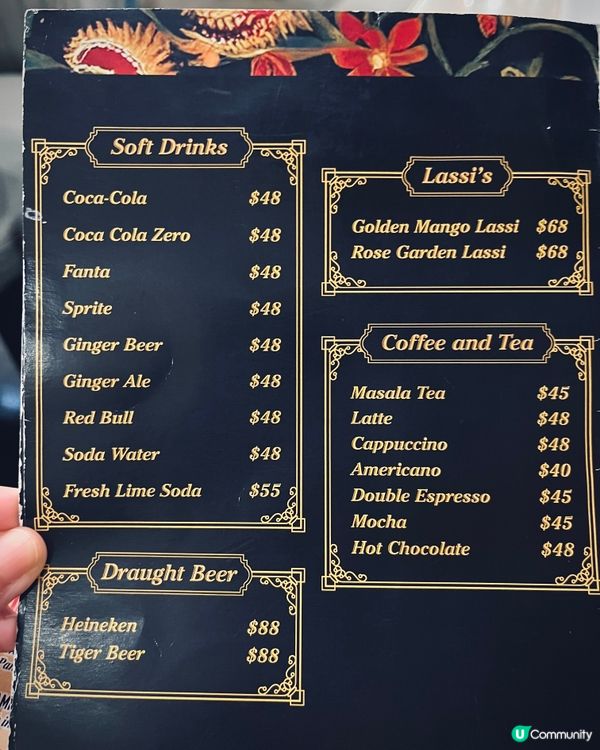 Soft Drinks
Coca-Cola $48
Coca Cola Zero $48
Fanta $48
Sprite $48
Ginger Beer $48
Ginger Ale $48
Red Bull $48
Soda Water $48
Fresh Lime Soda $55
Draught Beer
Heineken $88
Tiger Beer $88
Lassi's
Golden Mango Lassi $68
Rose Garden Lassi $68
Coffee and Tea
Masala Tea $45
Latte $48
Cappuccino $48
Americano $40
Double Espresso $45
Mocha $45
Hot Chocolate $48
U Community